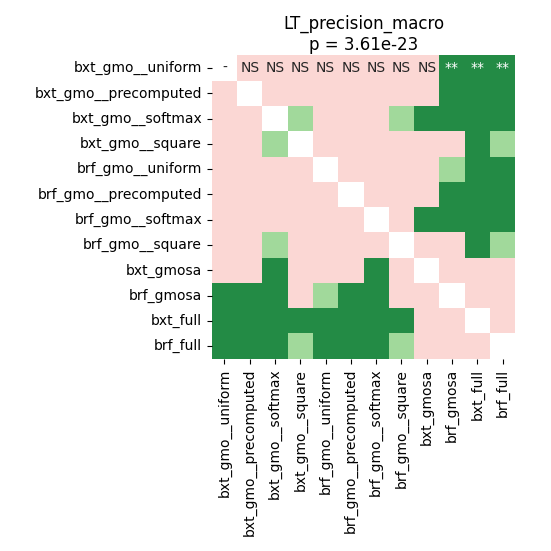 LT_precision_macro
p = 3.61e-23
bxt_gmo__uniform - NS NS NS NS NS NS NS NS ** ** **
bxt_gmo__precomputed
bxt_gmo__softmax
bxt_gmo__square
brf_gmo__uniform
brf_gmo__precomputed
brf_gmo__softmax
brf_gmo__square
bxt_gmosa
brf_gmosa
bxt_full
brf_full
bxt_gmo__uniform
bxt_gmo__precomputed
bxt_gmo__softmax
bxt_gmo__square
brf_gmo__uniform
brf_gmo__precomputed
brf_gmo__softmax
brf_gmo__square
bxt_gmosa
brf_gmosa
bxt_full
brf_full